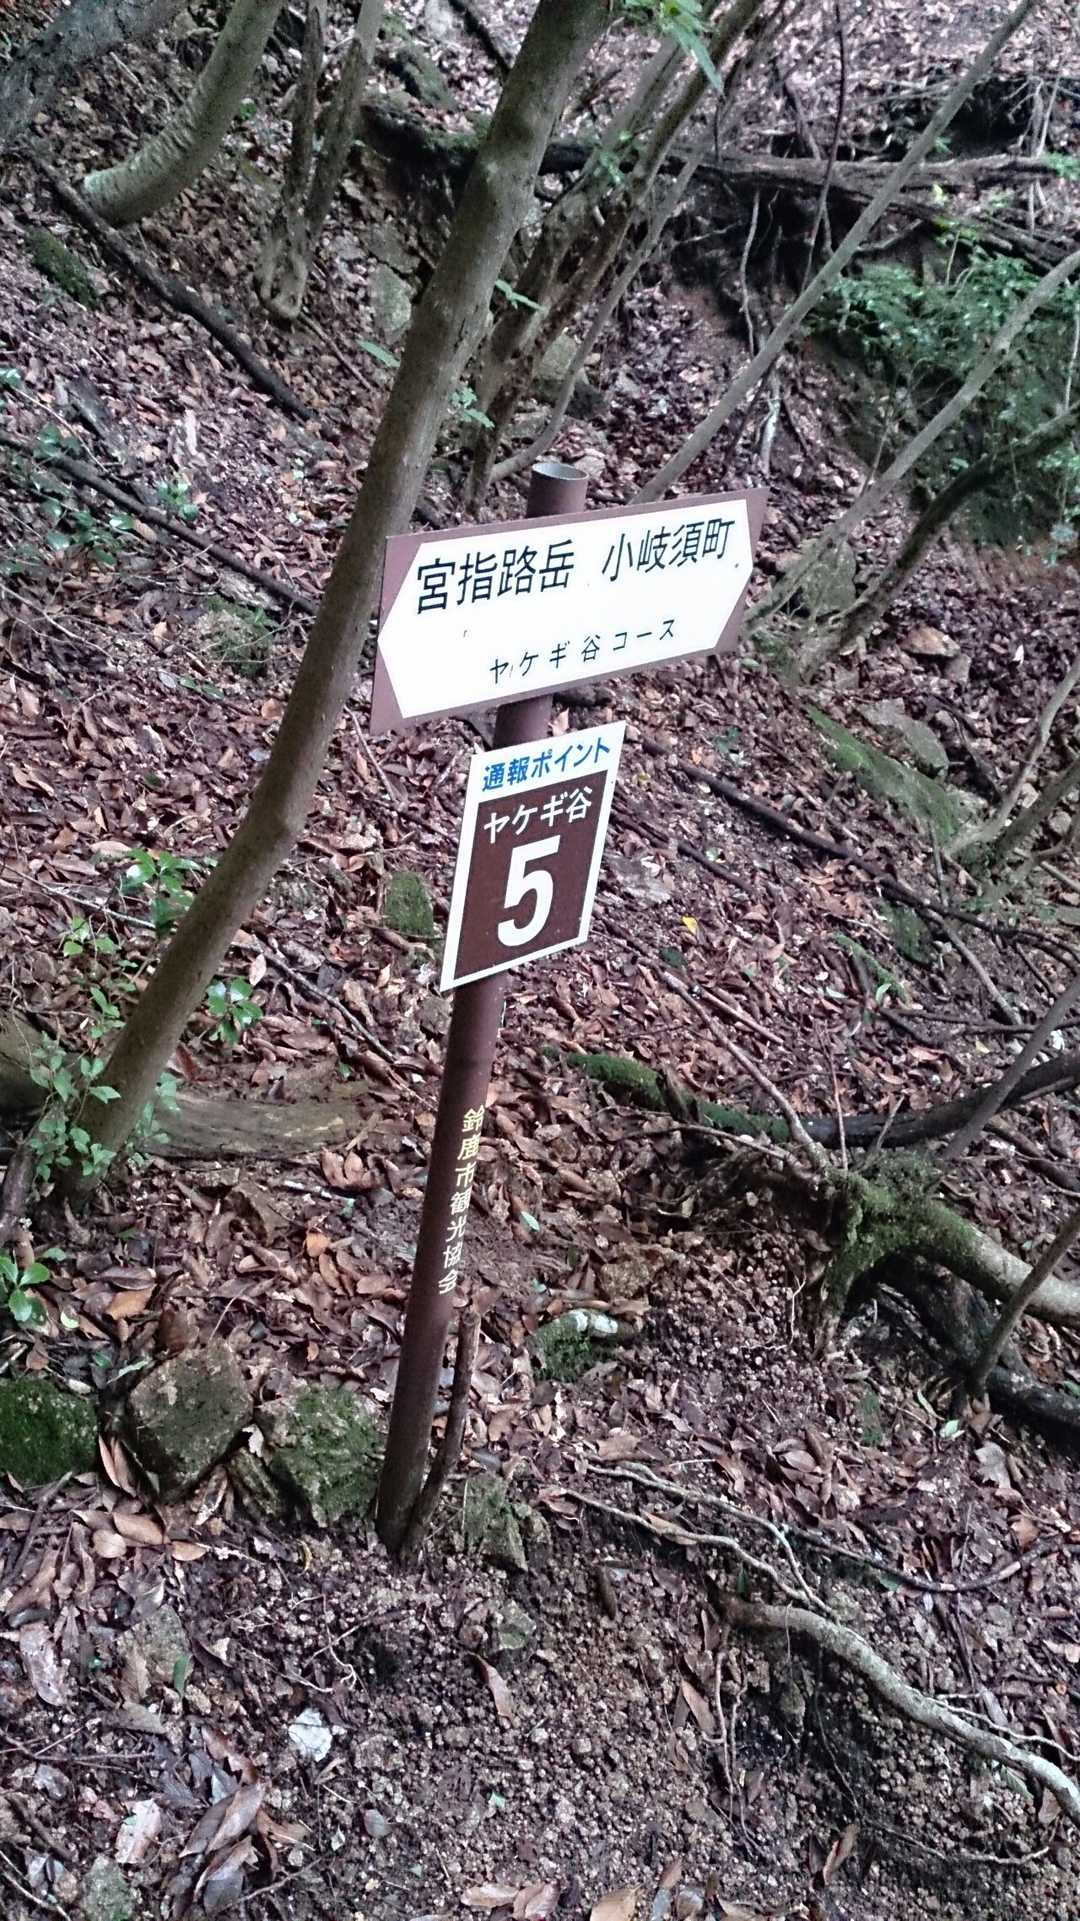 宮指路岳 小岐須町
ヤケギ谷コース
通報ポイント
ヤケギ谷
5
鈴鹿市観光協会